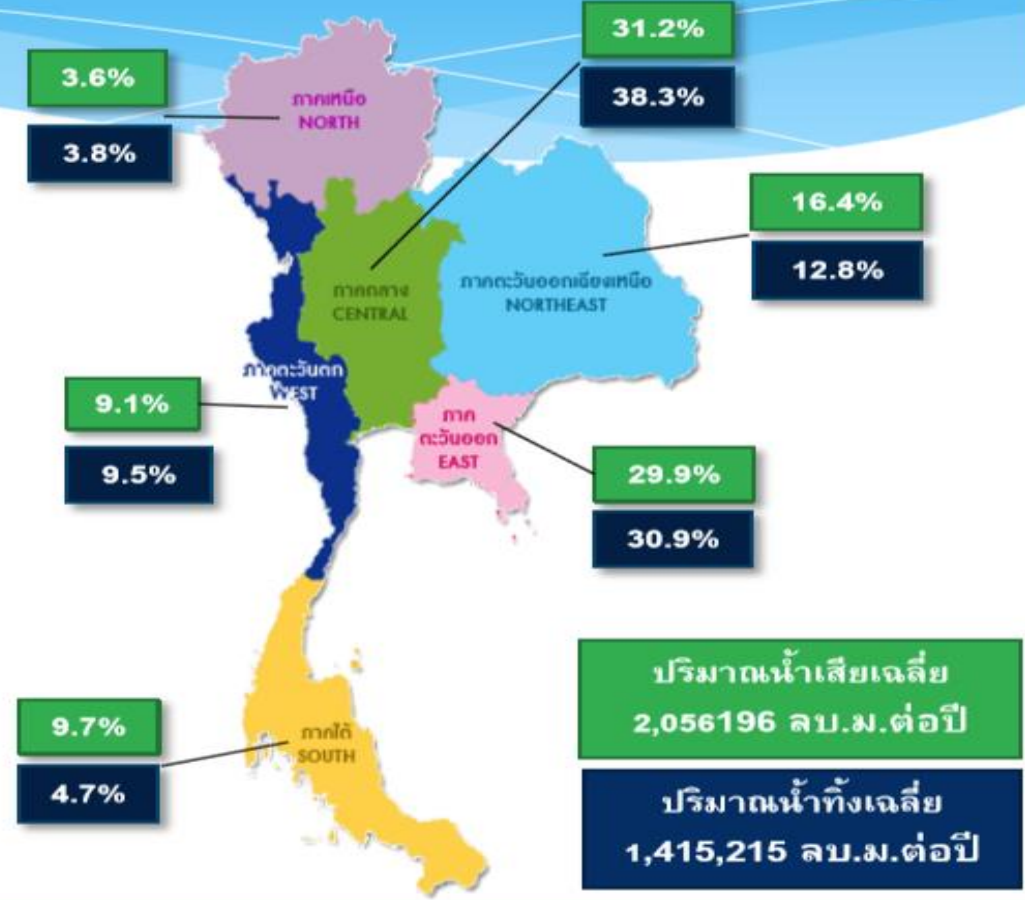 31.2%
38.3%
3.6%
3.8%
ภาคเหนือ
NORTH
16.4%
12.8%
ภาคตะวันออกเฉียงเหนือ
NORTHEAST
ภาคกลาง
CENTRAL
ภาคตะวันตก
WEST
9.1%
9.5%
ภาค
ตะวันออก
EAST
29.9%
30.9%
9.7%
4.7%
ภาคใต้
SOUTH
ปริมาณน้ำเสียเฉลี่ย
2,056196 ลบ.ม.ต่อปี
ปริมาณน้ำทิ้งเฉลี่ย
1,415,215 ลบ.ม.ต่อปี